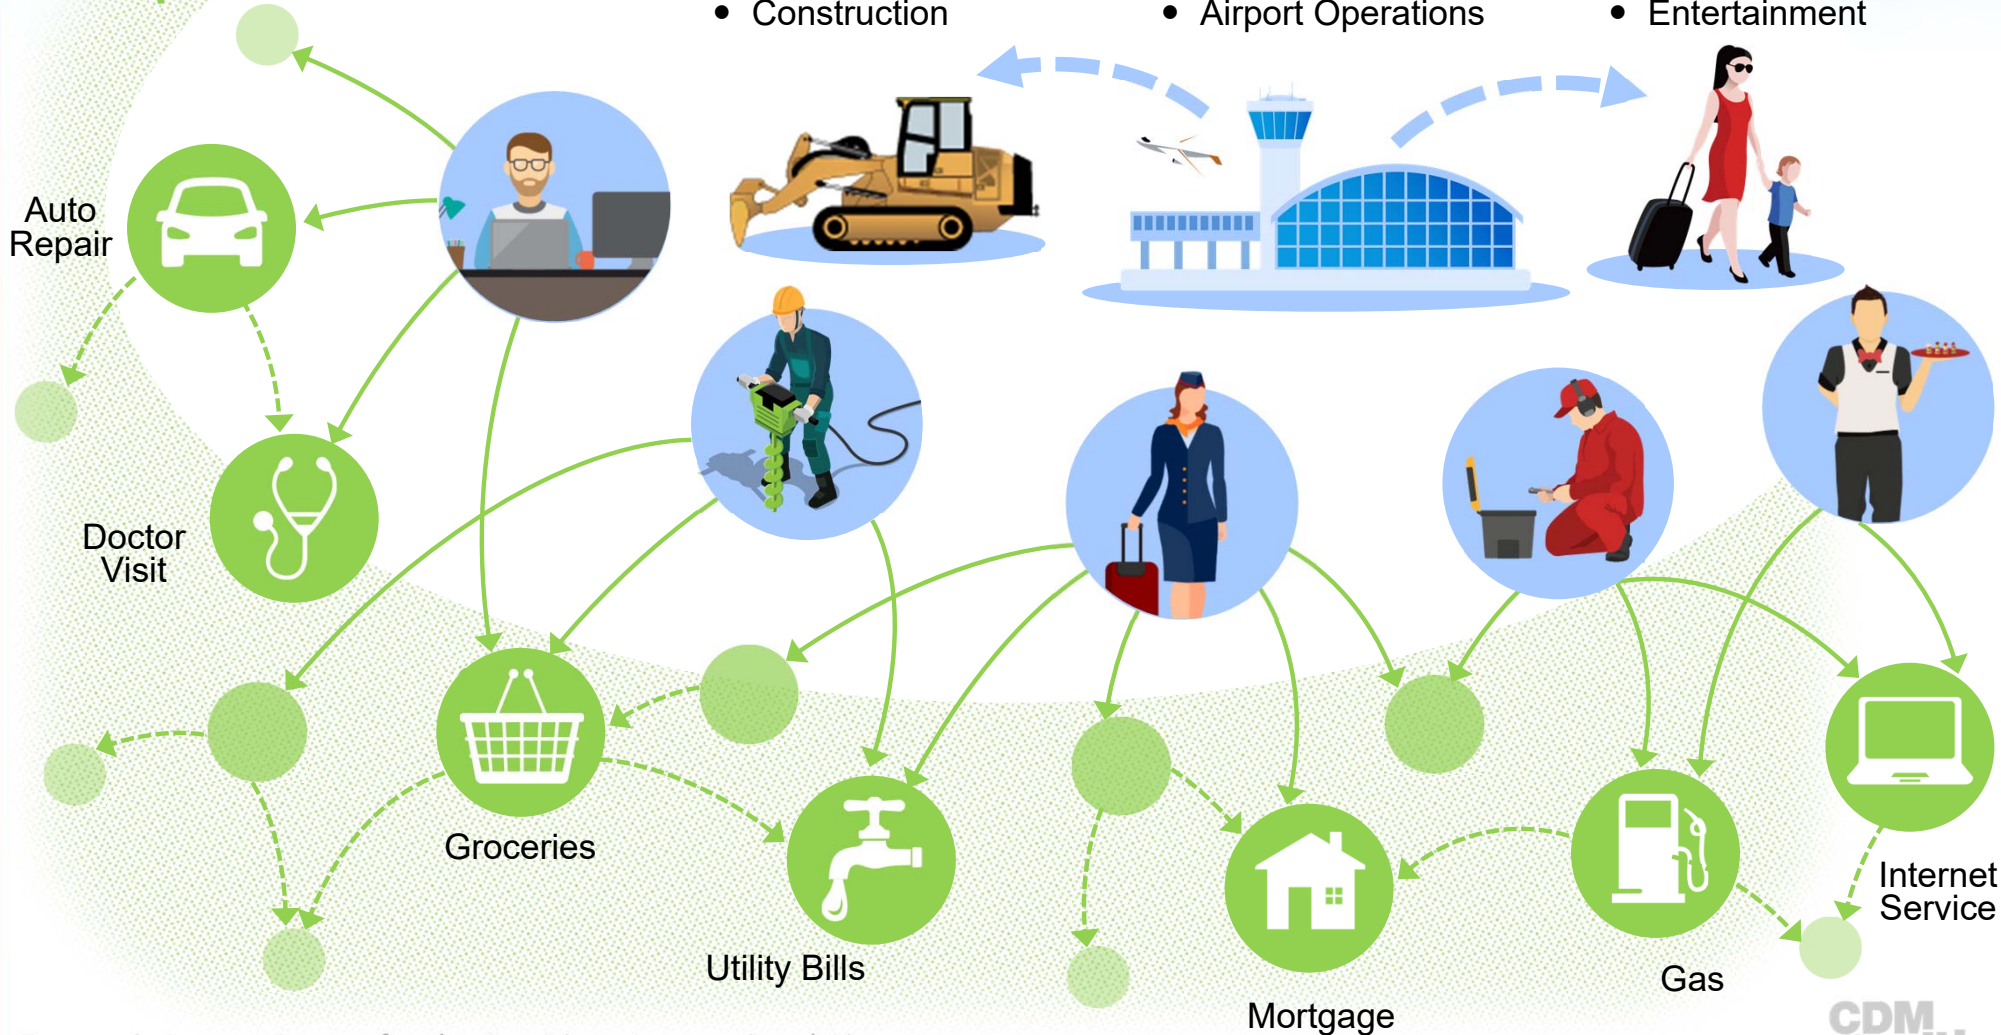 • Construction
• Airport Operations
• Entertainment
Auto
Repair
Doctor
Visit
Groceries
Utility Bills
Mortgage
Gas
Internet
Service
CDM